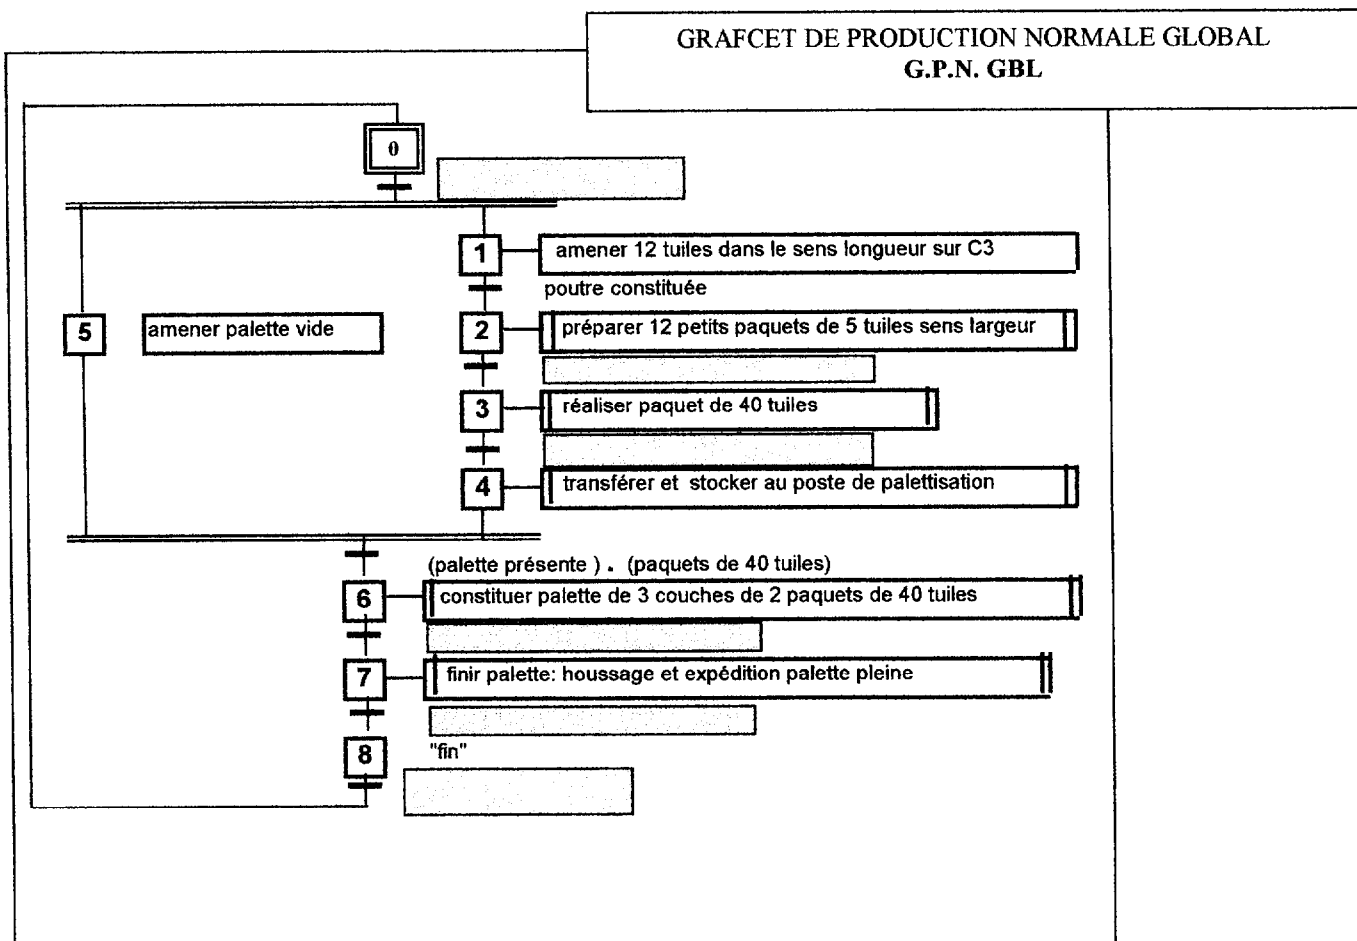 GRAFCET DE PRODUCTION NORMALE GLOBAL
G.P.N. GBL
0
1
amener 12 tuiles dans le sens longueur sur C3
poutre constituée
5
amener palette vide
2
préparer 12 petits paquets de 5 tuiles sens largeur
3
réaliser paquet de 40 tuiles
4
transférer et stocker au poste de palettisation
(palette présente ) . (paquets de 40 tuiles)
6
constituer palette de 3 couches de 2 paquets de 40 tuiles
7
finir palette: houssage et expédition palette pleine
8
"fin"